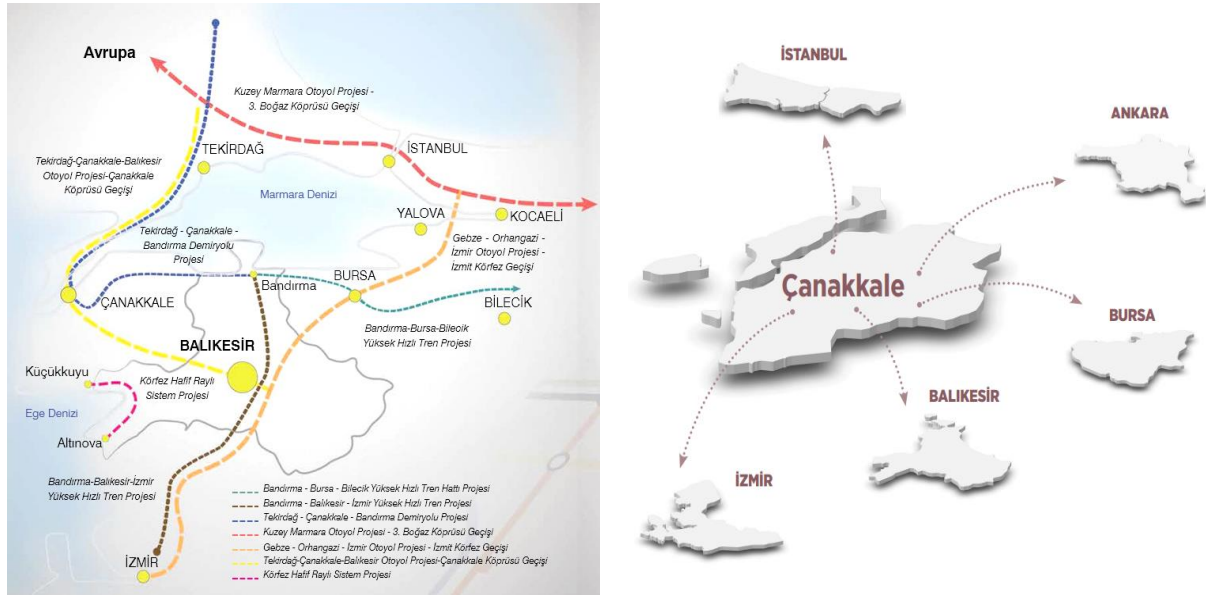 Avrupa
Kuzey Marmara Otoyol Projesi -
3. Boğaz Köprüsü Geçişi
TEKİRDAĞ
İSTANBUL
Tekirdağ-Çanakkale-Balıkesir
Otoyol Projesi-Çanakkale
Köprüsü Geçişi
Marmara Denizi
YALOVA
KOCAELİ
Tekirdağ - Çanakkale -
Bandırma Demiryolu
Projesi
Gebze - Orhangazi -
İzmir Otoyol Projesi -
İzmit Körfez Geçişi
ÇANAKKALE
Bandırma
BURSA
BİLECİK
Bandırma-Bursa-Bilecik
Yüksek Hızlı Tren Projesi
BALIKESİR
Küçükkuyu
Körfez Hafif Raylı
Sistem Projesi
Ege Denizi
Altınova
Bandırma-Balıkesir-İzmir
Yüksek Hızlı Tren Projesi
İZMİR
Bandırma - Bursa - Bilecik Yüksek Hızlı Tren Hattı Projesi
Bandırma - Balıkesir - İzmir Yüksek Hızlı Tren Projesi
Tekirdağ - Çanakkale - Bandırma Demiryolu Projesi
Kuzey Marmara Otoyol Projesi - 3. Boğaz Köprüsü Geçişi
Gebze - Orhangazi - İzmir Otoyol Projesi - İzmit Körfez Geçişi
Tekirdağ-Çanakkale-Balıkesir Otoyol Projesi-Çanakkale Köprüsü Geçişi
Körfez Hafif Raylı Sistem Projesi
İSTANBUL
ANKARA
Çanakkale
BURSA
BALIKESİR
İZMİR